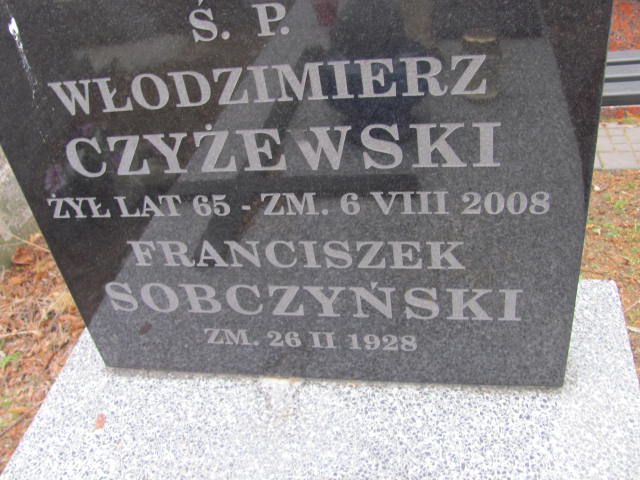 Ś. P.
WŁODZIMIERZ
CZYŻEWSKI
ŻYŁ LAT 65 - ZM. 6 VIII 2008
FRANCISZEK
SOBCZYŃSKI
ZM. 26 II 1928